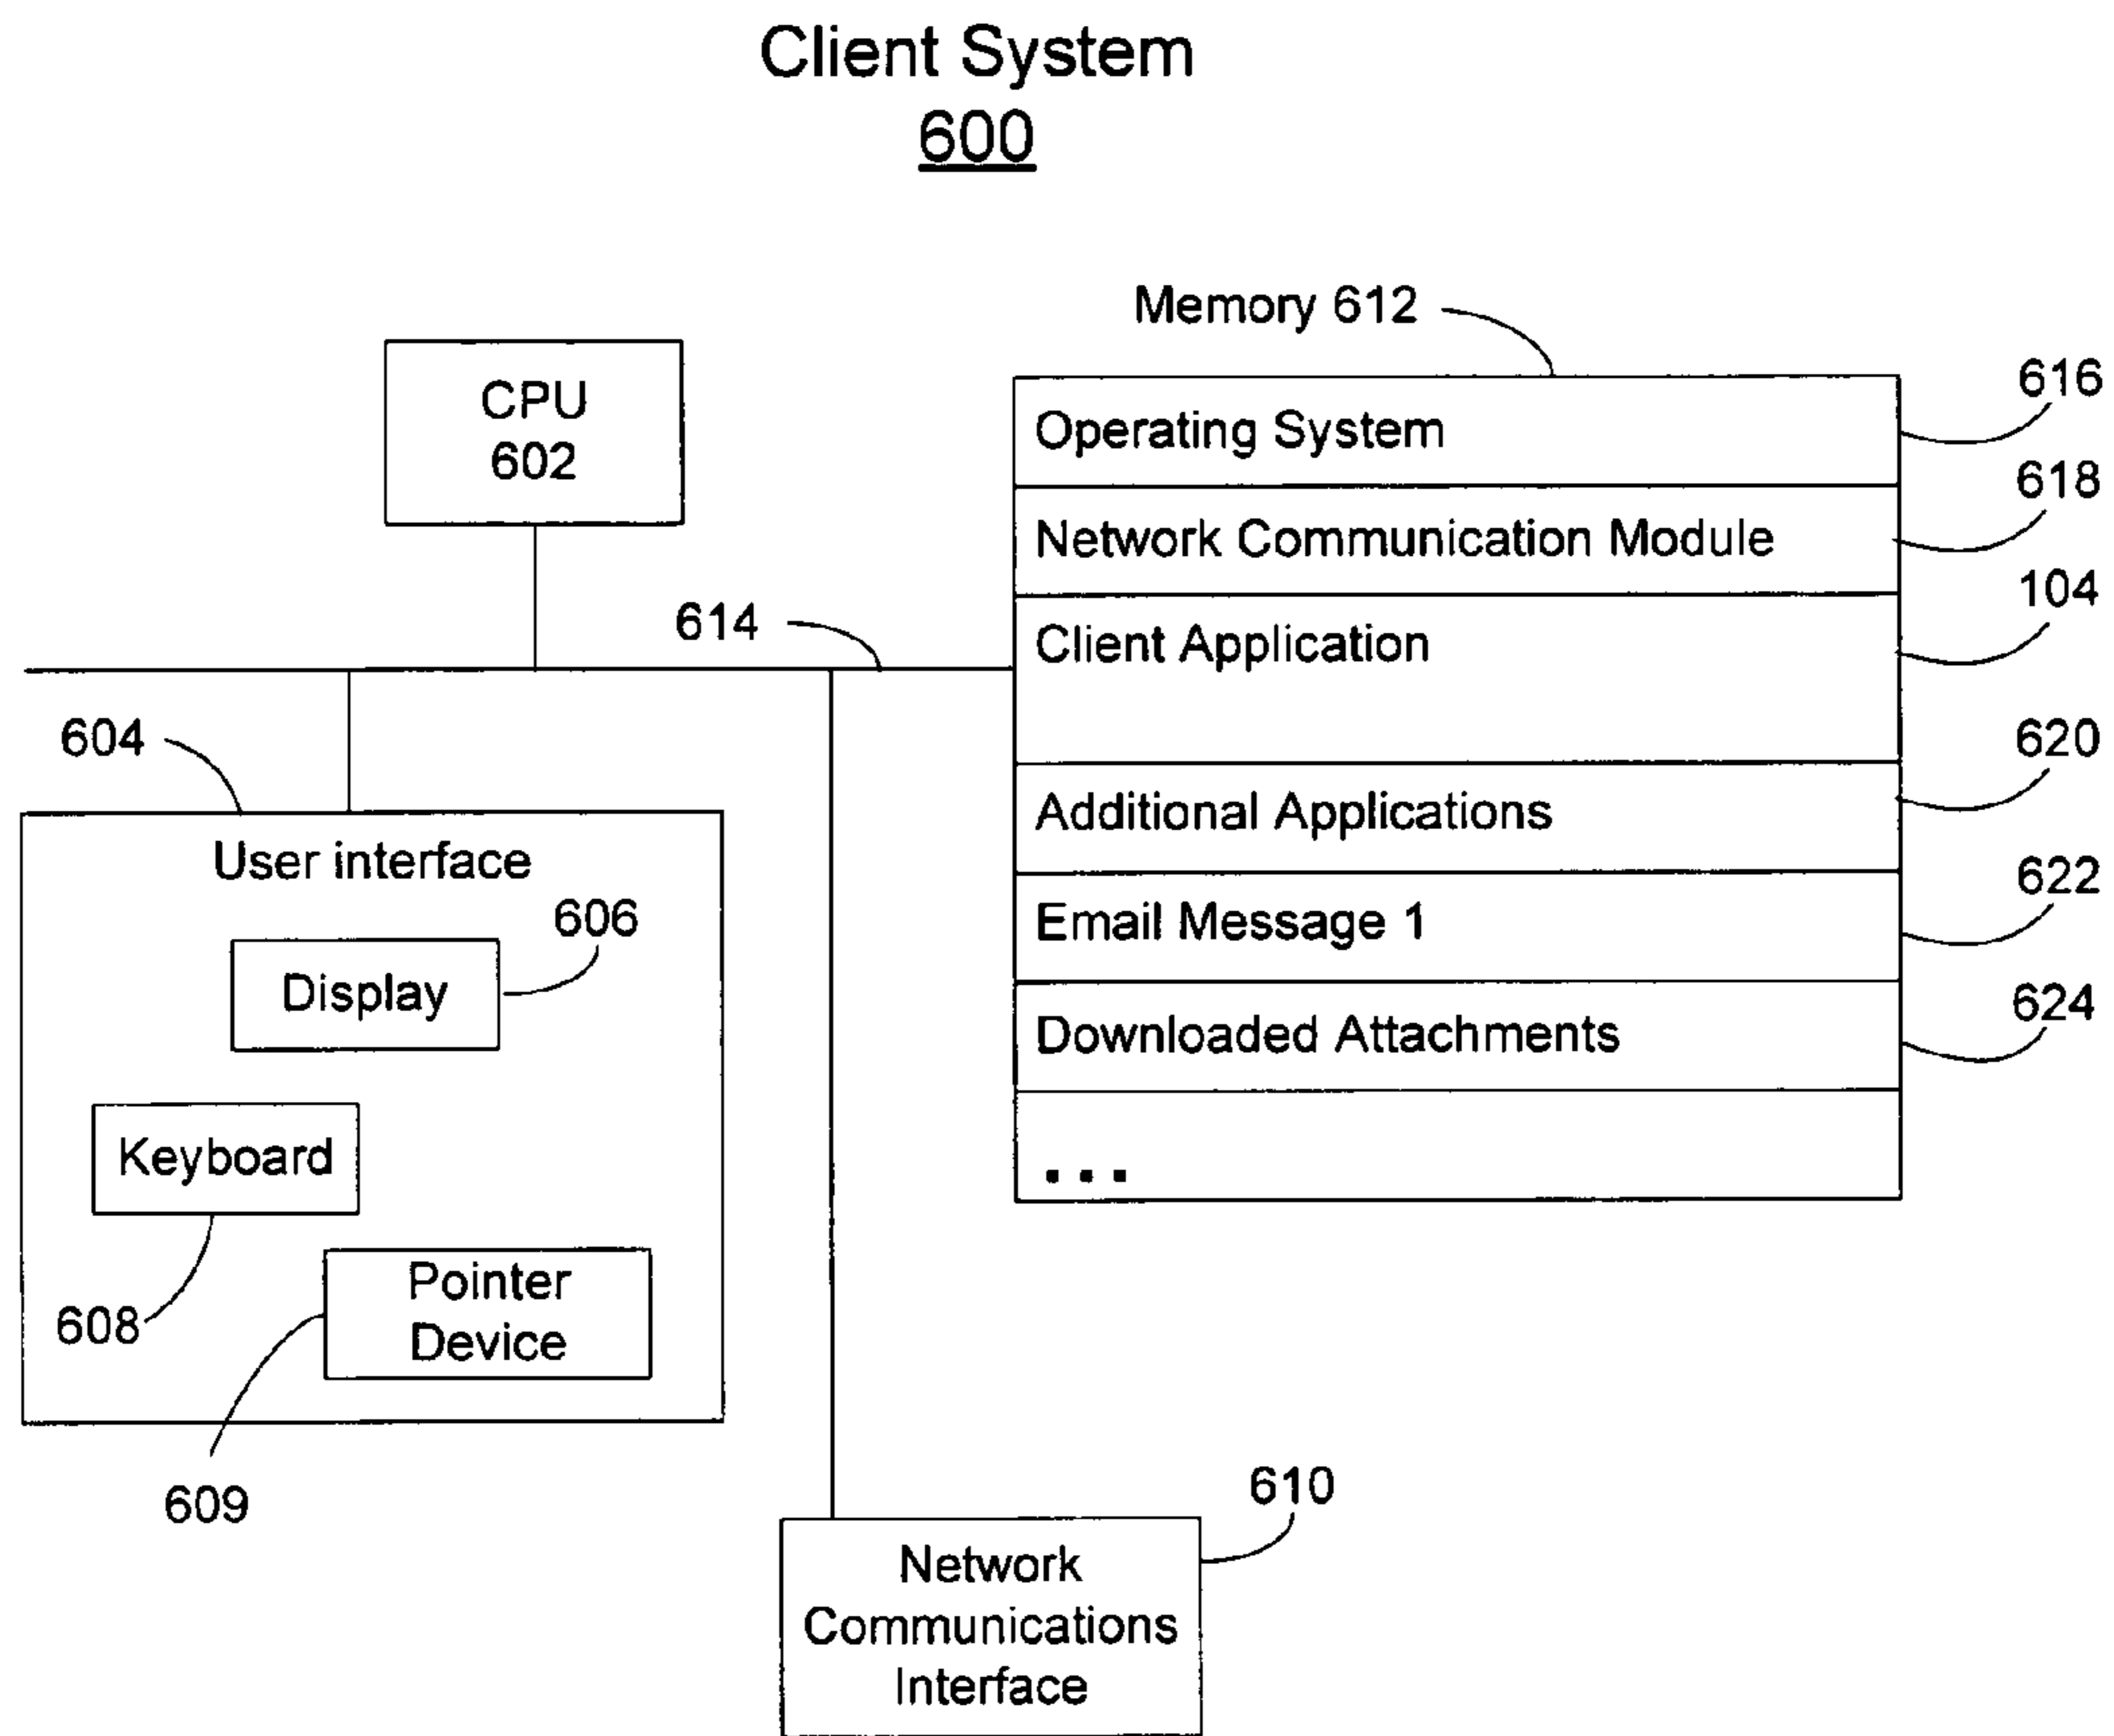 Client System
600
CPU
602
614
604
User interface
Display
606
Keyboard
608
Pointer
Device
609
Memory 612
Operating System
616
Network Communication Module
618
Client Application
104
Additional Applications
620
Email Message 1
622
Downloaded Attachments
624
...
610
Network
Communications
Interface